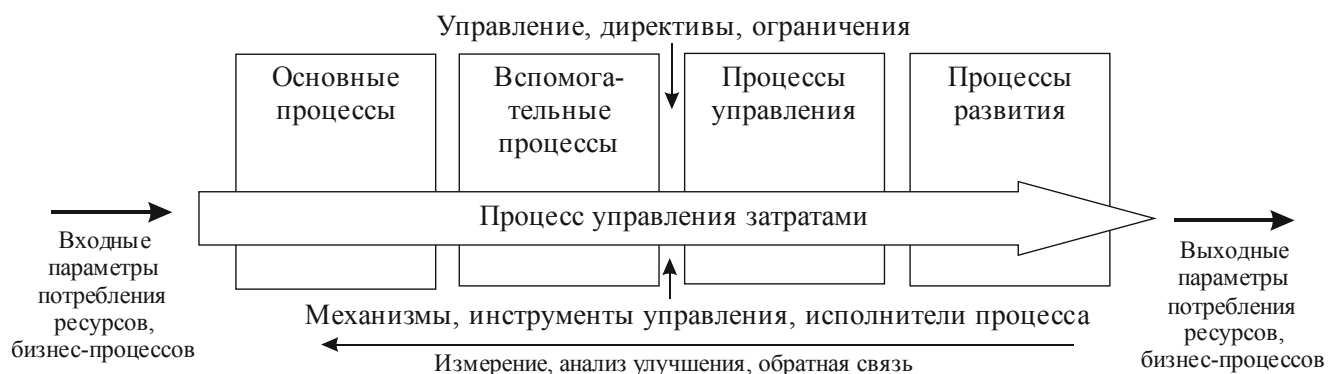 Управление, директивы, ограничения
Основные
процессы
Вспомога-
тельные
процессы
Процессы
управления
Процессы
развития
Процесс управления затратами
Входные
параметры
потребления
ресурсов,
бизнес-процессов
Выходные
параметры
потребления
ресурсов,
бизнес-процессов
Механизмы, инструменты управления, исполнители процесса
Измерение, анализ улучшения, обратная связь